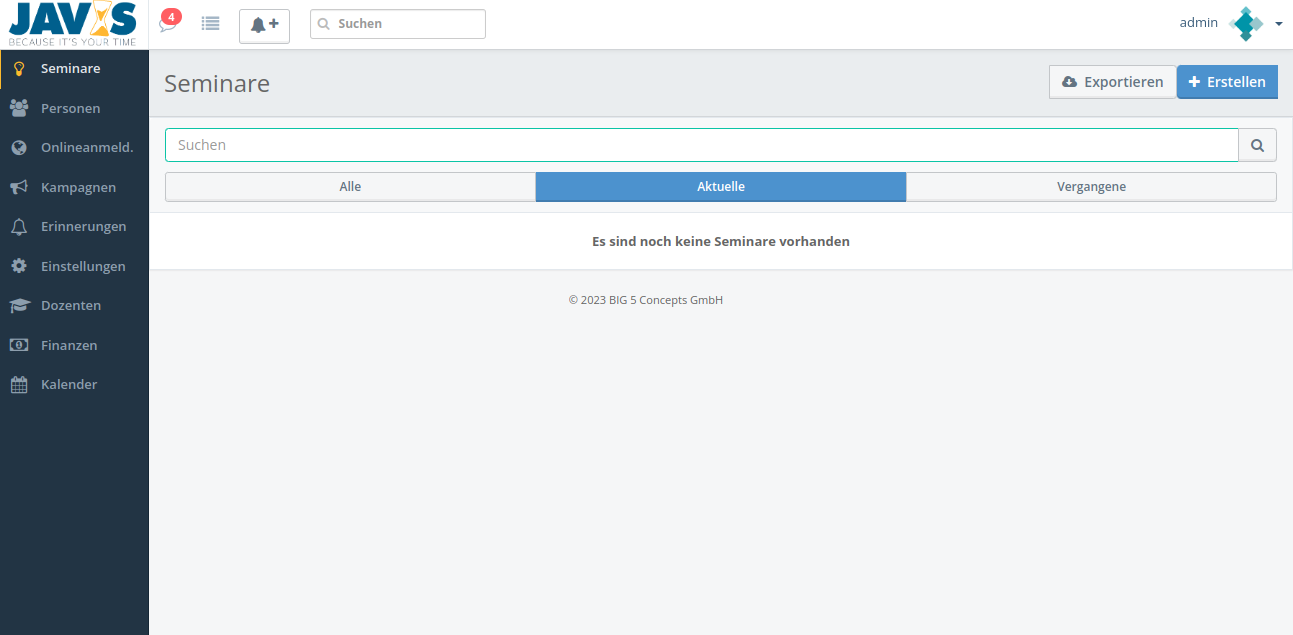 JAVIS
BECAUSE IT'S YOUR TIME
4
Suchen
admin
Seminare
Personen
Onlineanmeld.
Kampagnen
Erinnerungen
Einstellungen
Dozenten
Finanzen
Kalender
Seminare
Exportieren
Erstellen
Suchen
Alle
Aktuelle
Vergangene
Es sind noch keine Seminare vorhanden
© 2023 BIG 5 Concepts GmbH